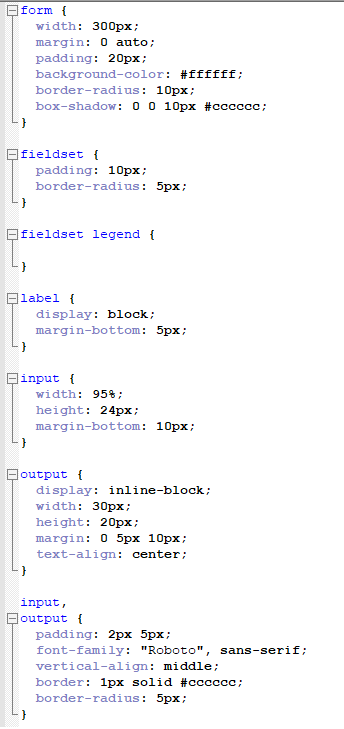 form {
  width: 300px;
  margin: 0 auto;
  padding: 20px;
  background-color: #ffffff;
  border-radius: 10px;
  box-shadow: 0 0 10px #cccccc;
}

fieldset {
  padding: 10px;
  border-radius: 5px;
}

fieldset legend {

}

label {
  display: block;
  margin-bottom: 5px;
}

input {
  width: 95%;
  height: 24px;
  margin-bottom: 10px;
}

output {
  display: inline-block;
  width: 30px;
  height: 20px;
  margin: 0 5px 10px;
  text-align: center;
}

input,
output {
  padding: 2px 5px;
  font-family: "Roboto", sans-serif;
  vertical-align: middle;
  border: 1px solid #cccccc;
  border-radius: 5px;
}